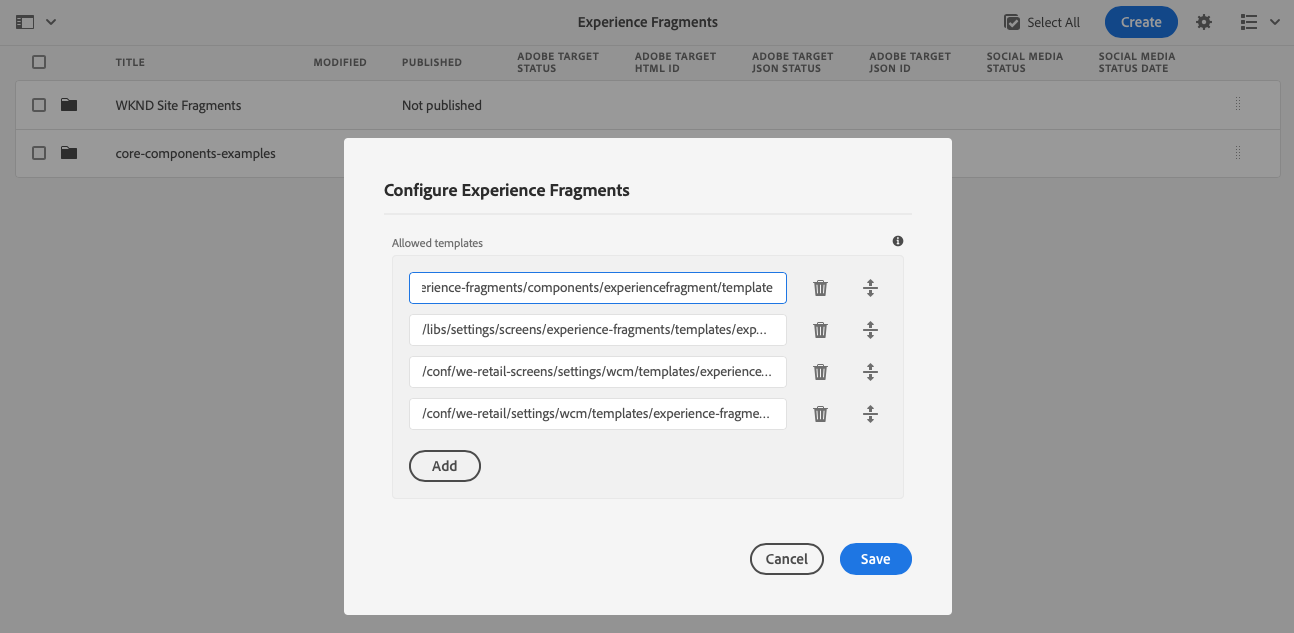 Experience Fragments
Select All
Create
TITLE
MODIFIED
PUBLISHED
ADOBE TARGET
STATUS
ADOBE TARGET
HTML ID
ADOBE TARGET
JSON STATUS
ADOBE TARGET
JSON ID
SOCIAL MEDIA
STATUS
SOCIAL MEDIA
STATUS DATE
WKND Site Fragments
Not published
core-components-examples
Configure Experience Fragments
Allowed templates
erience-fragments/components/experiencefragment/template
/libs/settings/screens/experience-fragments/templates/exp...
/conf/we-retail-screens/settings/wcm/templates/experience...
/conf/we-retail/settings/wcm/templates/experience-fragme...
Add
Cancel
Save